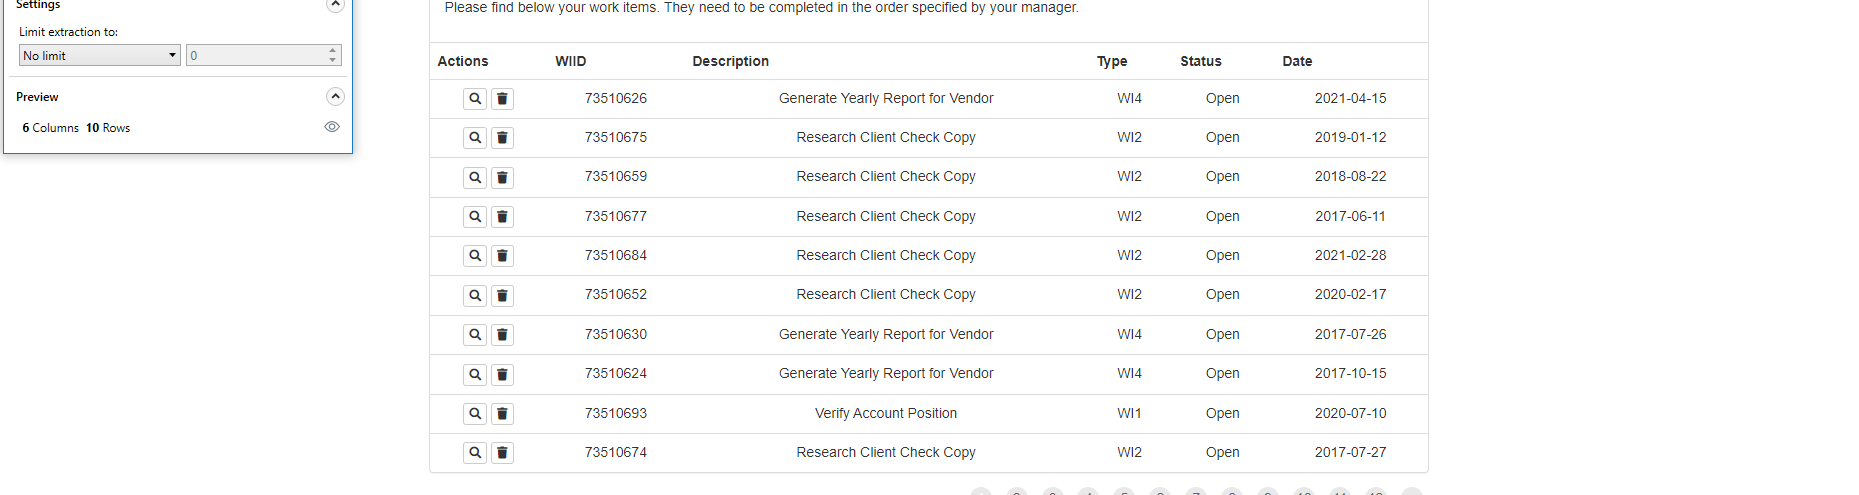 Settings
Limit extraction to:
No limit 0
Preview
6 Columns 10 Rows
Please find below your work items. They need to be completed in the order specified by your manager.
Actions WIID Description Type Status Date
73510626 Generate Yearly Report for Vendor WI4 Open 2021-04-15
73510675 Research Client Check Copy WI2 Open 2019-01-12
73510659 Research Client Check Copy WI2 Open 2018-08-22
73510677 Research Client Check Copy WI2 Open 2017-06-11
73510684 Research Client Check Copy WI2 Open 2021-02-28
73510652 Research Client Check Copy WI2 Open 2020-02-17
73510630 Generate Yearly Report for Vendor WI4 Open 2017-07-26
73510624 Generate Yearly Report for Vendor WI4 Open 2017-10-15
73510693 Verify Account Position WI1 Open 2020-07-10
73510674 Research Client Check Copy WI2 Open 2017-07-27